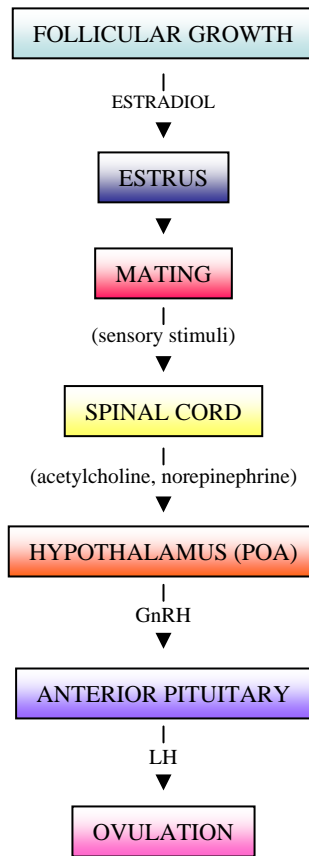 FOLLICULAR GROWTH
ESTRADIOL
ESTRUS
MATING
(sensory stimuli)
SPINAL CORD
(acetylcholine, norepinephrine)
HYPOTHALAMUS (POA)
GnRH
ANTERIOR PITUITARY
LH
OVULATION